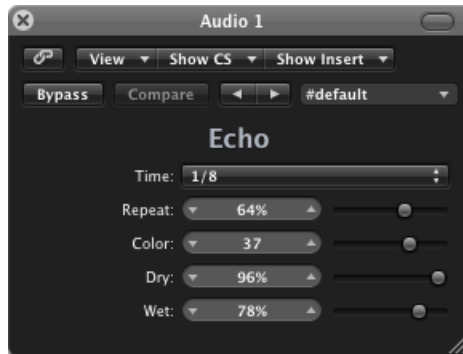 Audio 1
View Show CS Show Insert
Bypass Compare #default
Echo
Time: 1/8
Repeat: 64%
Color: 37
Dry: 96%
Wet: 78%